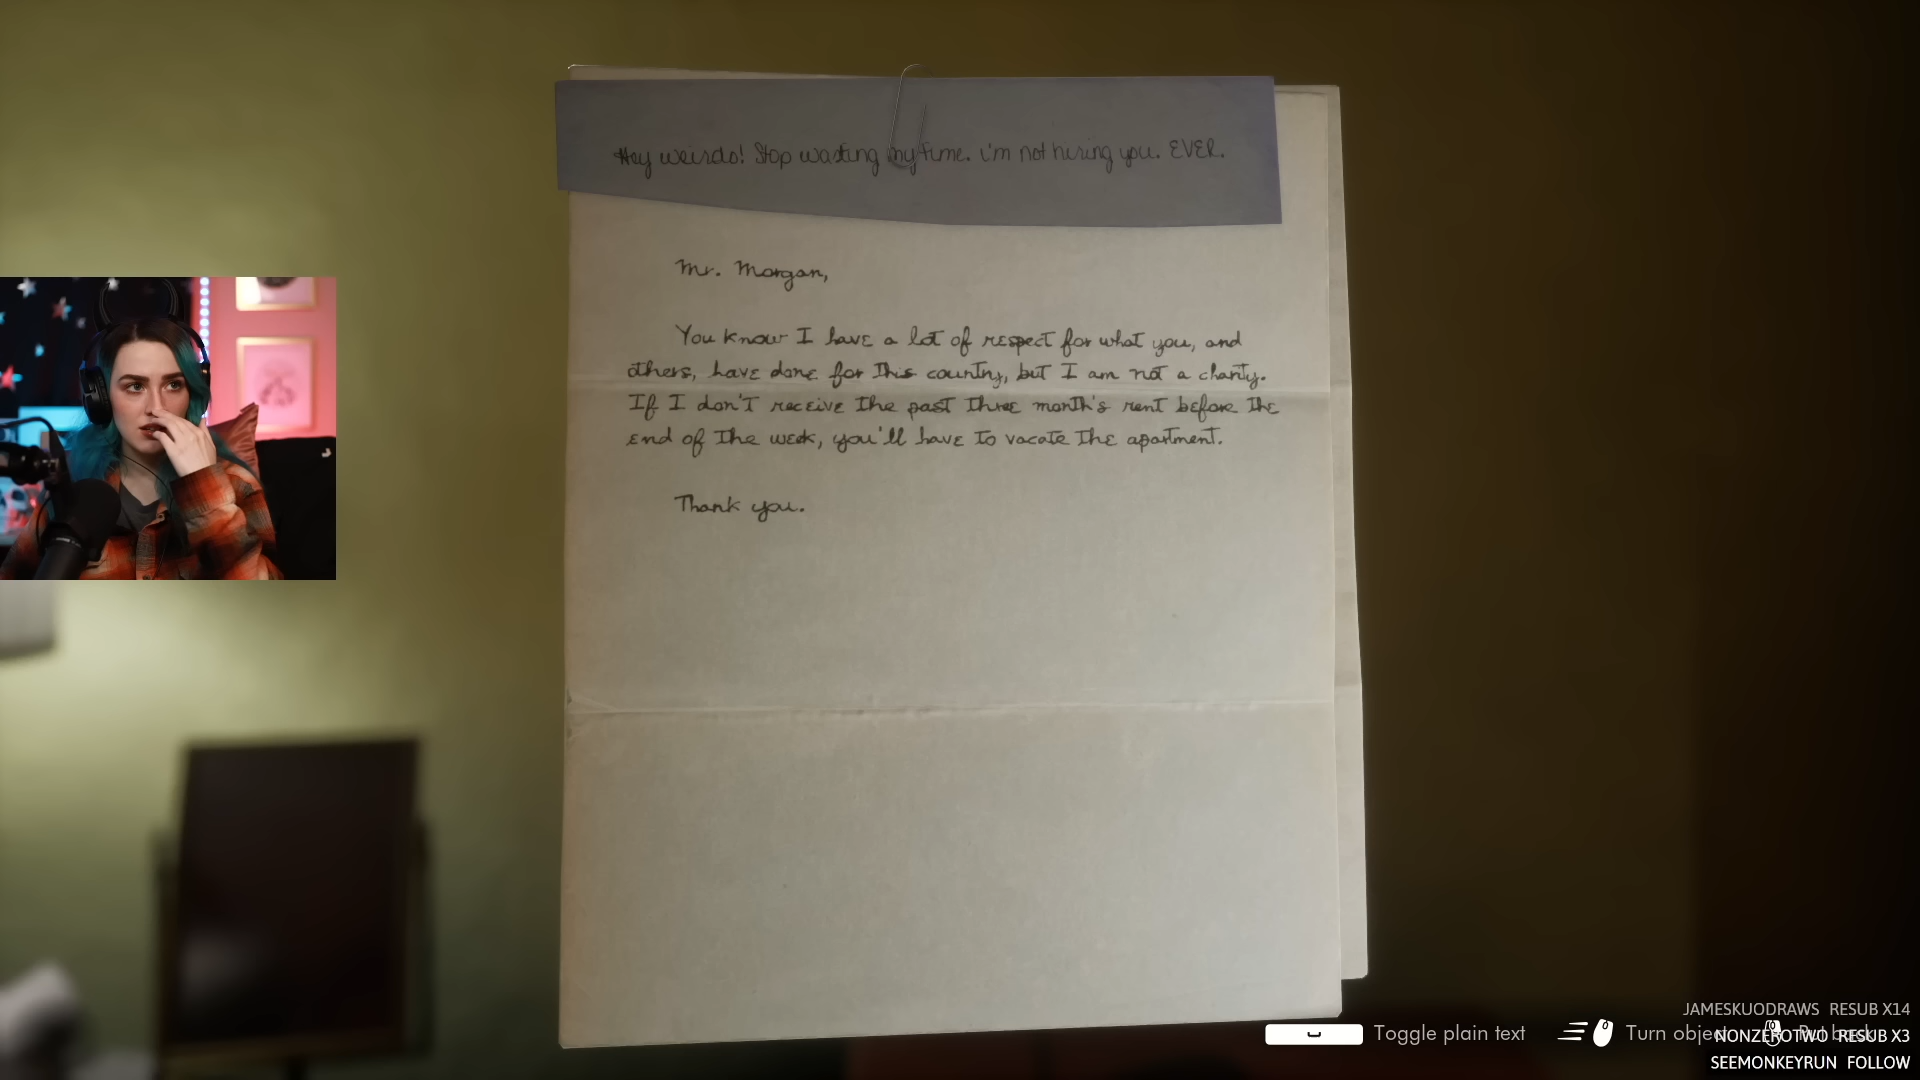 Hey weirdo! Stop wasting my time. i'm not hiring you. EVER.
Mr. Morgan,
You know I have a lot of respect for what you, and
others, have done for this country, but I am not a charity.
If I don't receive the past three month's rent before the
end of the week, you'll have to vacate the apartment.
Thank you.
JAMESKUODRAWS RESUB X14
Toggle plain text
Turn object
NONZEROTWO RESUB X3
SEEMONKEYRUN FOLLOW